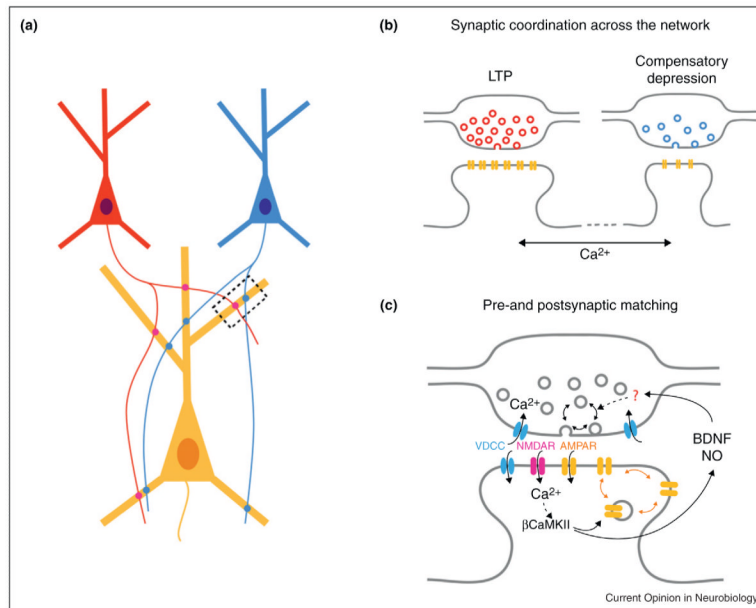 (a)
(b) Synaptic coordination across the network
LTP
Compensatory
depression
Ca²⁺
(c) Pre-and postsynaptic matching
Ca²⁺
?
VDCC NMDAR AMPAR
BDNF
NO
Ca²⁺
βCaMKII
Current Opinion in Neurobiology